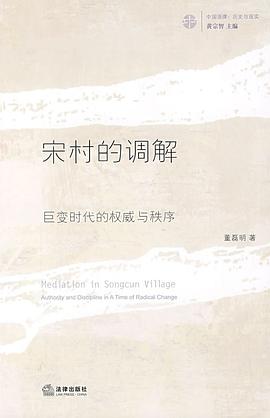 中国法律：历史与现实
黄宗智 主编
宋村的调解
巨变时代的权威与秩序
董磊明 著
Mediation in Songcun Village
Authority and Discipline in A Time of Radical Change
法律出版社
LAW PRESS·CHINA